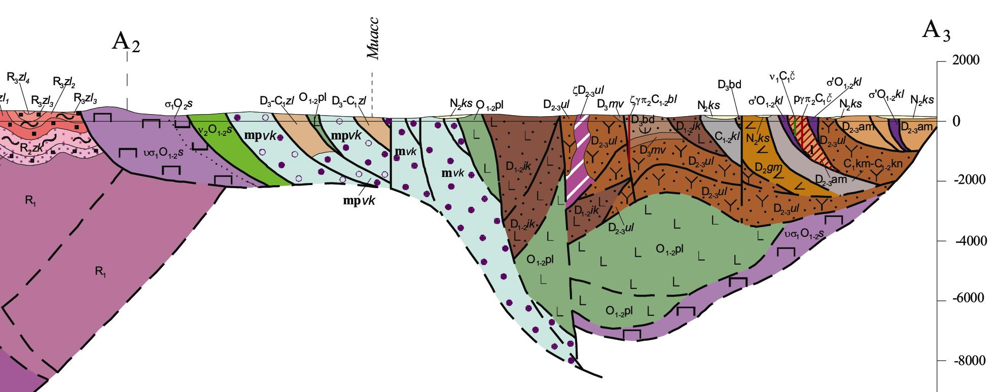 A2
Миасс
A3
2000
0
-2000
-4000
-6000
-8000
R3zl4
R3zl2
zl1
R3zl3
R3zl3
σ1O2s
D3-C1zl
O1-2pl
D3-C1zl
N2ks
O1-2pl
D2-3ul
ζD2-3ul
D3mv
ζγπ2C1-2bl
N2ks
D3bd
σ'O1-2kl
ν1C1č
pγπ2C1č
σ'O1-2kl
N2ks
σ'O1-2kl
N2ks
R2zk
υσ1O1-2s
ν2O1-2s
mpvk
mpvk
mvk
mvk
mpvk
D1-2ik
D2-3ul
D3bd
D1-2ik
D3mv
C1-2kl
N2ks
D2gm
D2-3ul
D2-3am
D2-3am
D2-3ul
l
C1km-C1-2kn
D2-3am
R1
R1
D1-2ik
D1-2ik
D2-3ul
D2-3ul
D2-3ul
υσ1O1-2s
O1-2pl
O1-2pl
O1-2pl